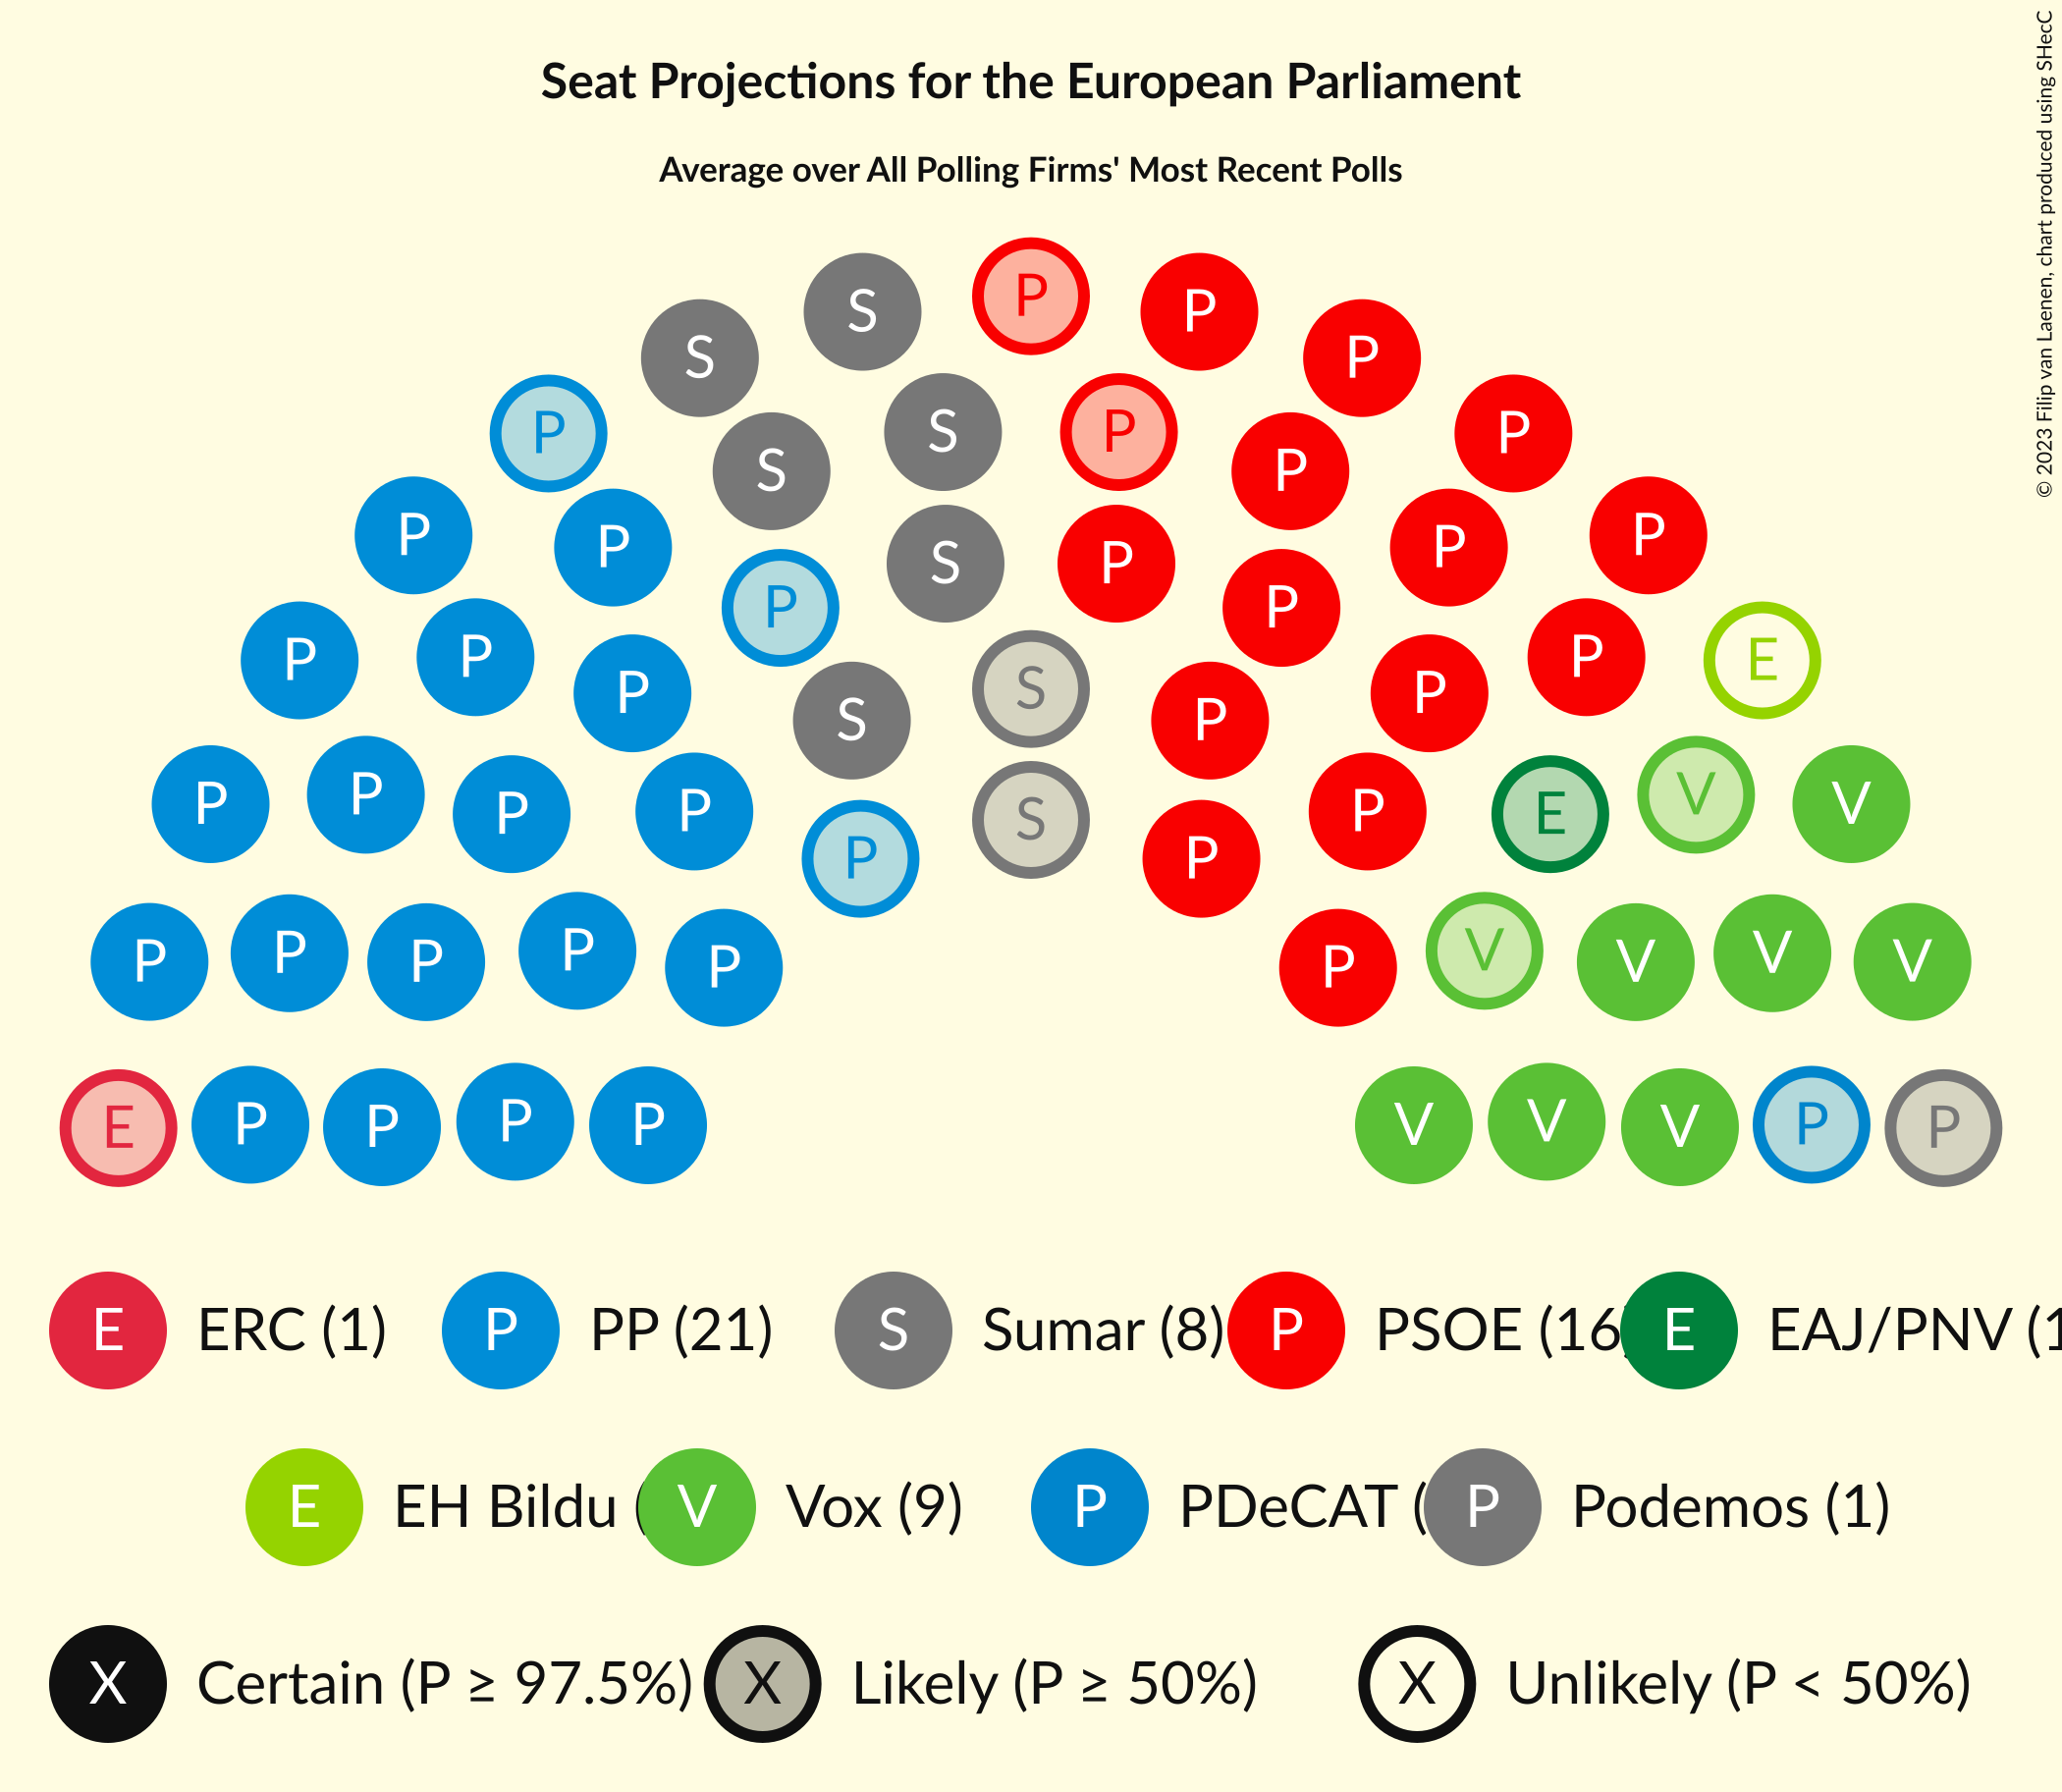 Seat Projections for the European Parliament
Average over All Polling Firms' Most Recent Polls
© 2023 Filip van Laenen, chart produced using SHecC
S P P
S P
P S P P
S P
P P S P P P
P P
P P P S S P P P E
P P P P P S P P E V V
P P P P P P V V V V
E P P P P V V V P P
E ERC (1) P PP (21) S Sumar (8) P PSOE (16 E EAJ/PNV (1
E EH Bildu ( V Vox (9) P PDeCAT ( P Podemos (1)
X Certain (P ≥ 97.5%) X Likely (P ≥ 50%) X Unlikely (P < 50%)